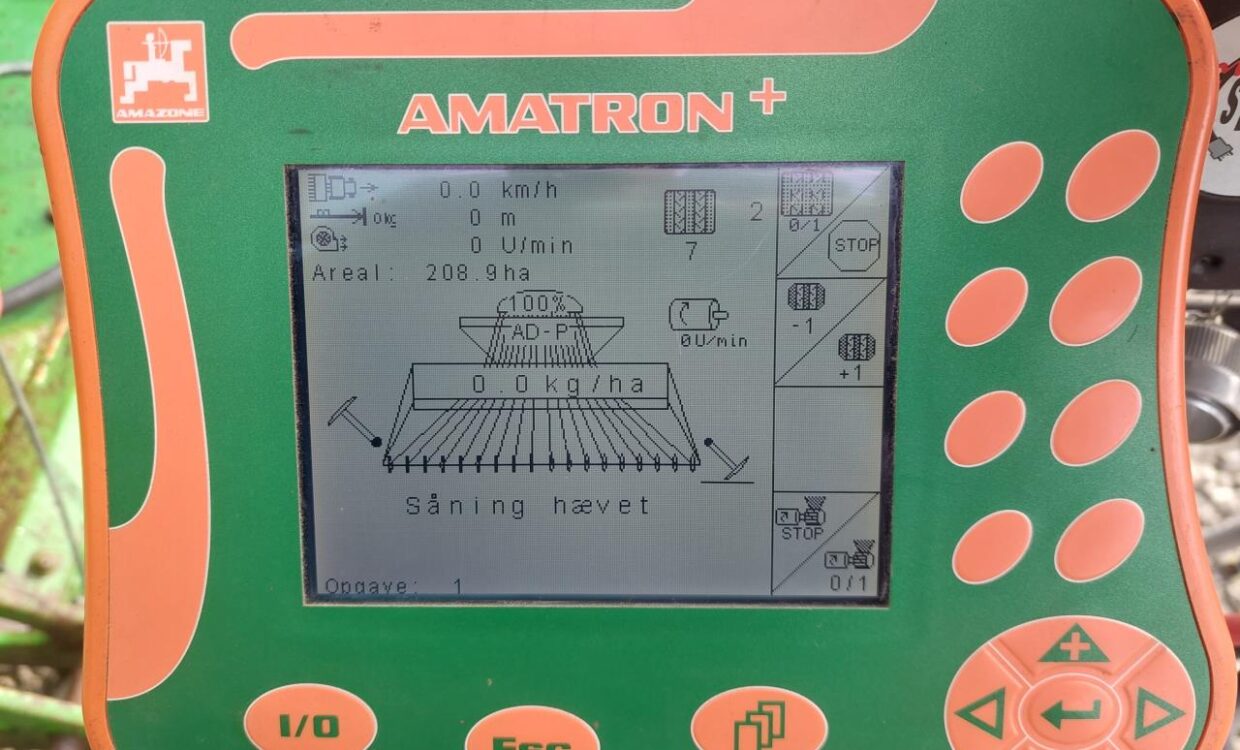 AMAZONE
AMATRON+
0.0 km/h
0kg 0 m
0 U/min
Areal: 208.9ha
7
2
0/1
STOP
100%
AD-P
0U/min
-1
+1
0.0 kg/ha
Såning hævet
STOP
0/1
Opgave: 1
I/O
Esc
+